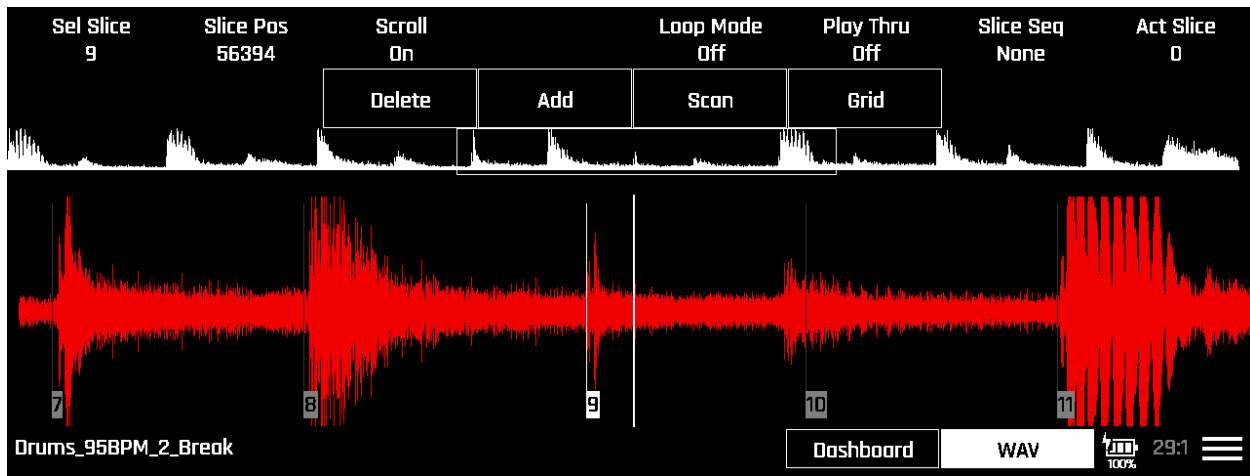 Sel Slice Slice Pos Scroll Loop Mode Play Thru Slice Seq Act Slice
9 56394 On Off Off None 0
Delete Add Scan Grid
7 8 9 10 11
Drums_95BPM_2_Break Dashboard WAV 100% 29:1